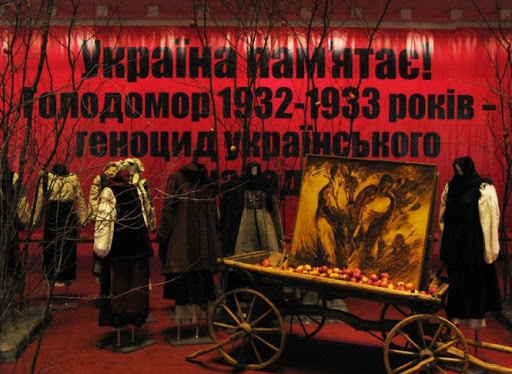 Україна пам'ятає!
Голодомор 1932-1933 років –
геноцид українського